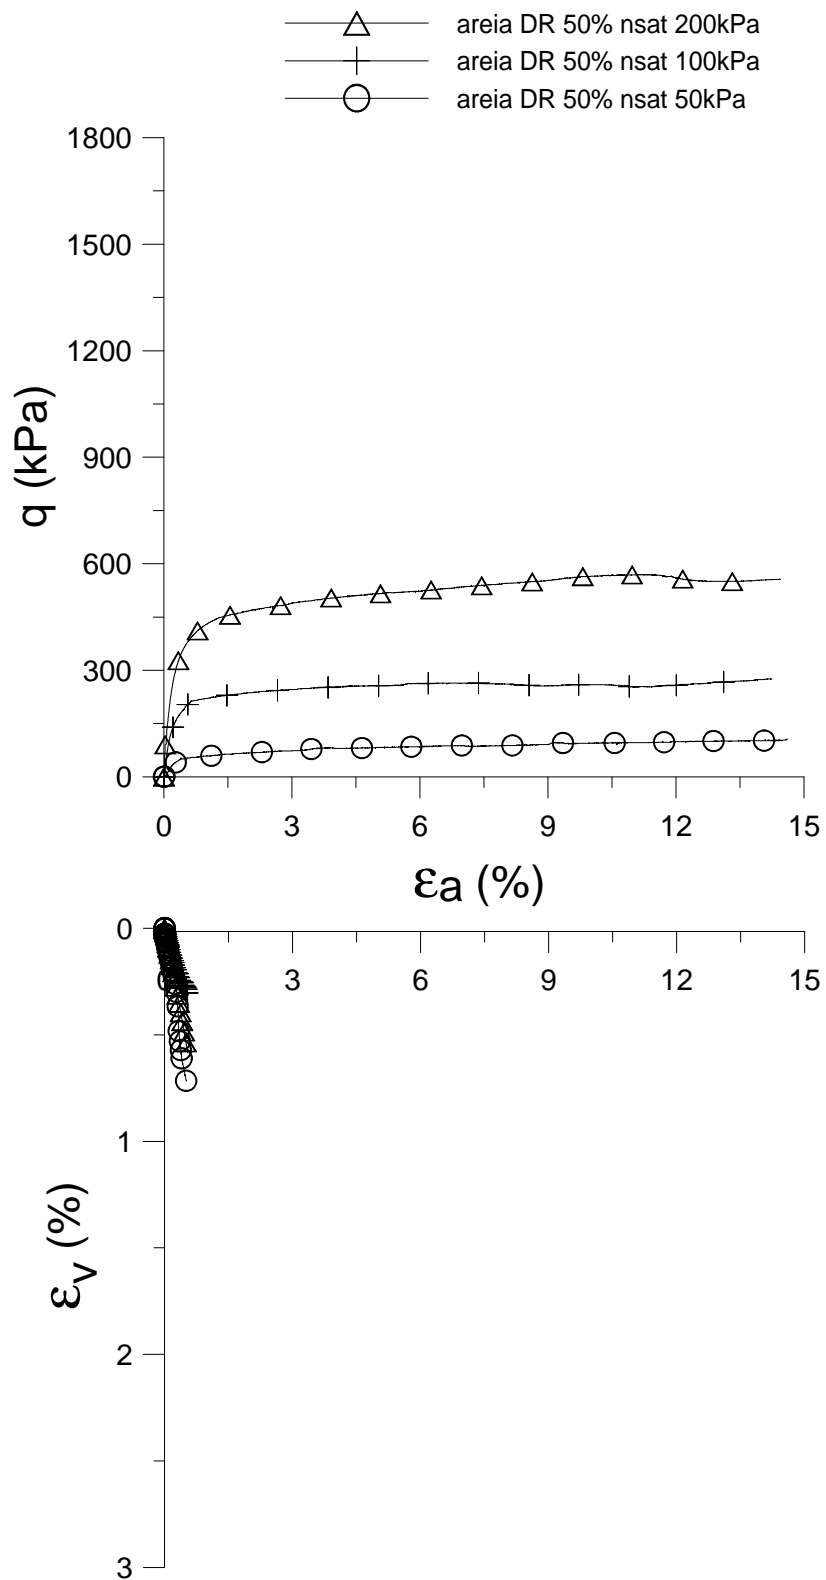 areia DR 50% nsat 200kPa
areia DR 50% nsat 100kPa
areia DR 50% nsat 50kPa
1800
1500
1200
900
600
300
0
q (kPa)
0 3 6 9 12 15
εa (%)
0
0 3 6 9 12 15
1
2
3
εv (%)